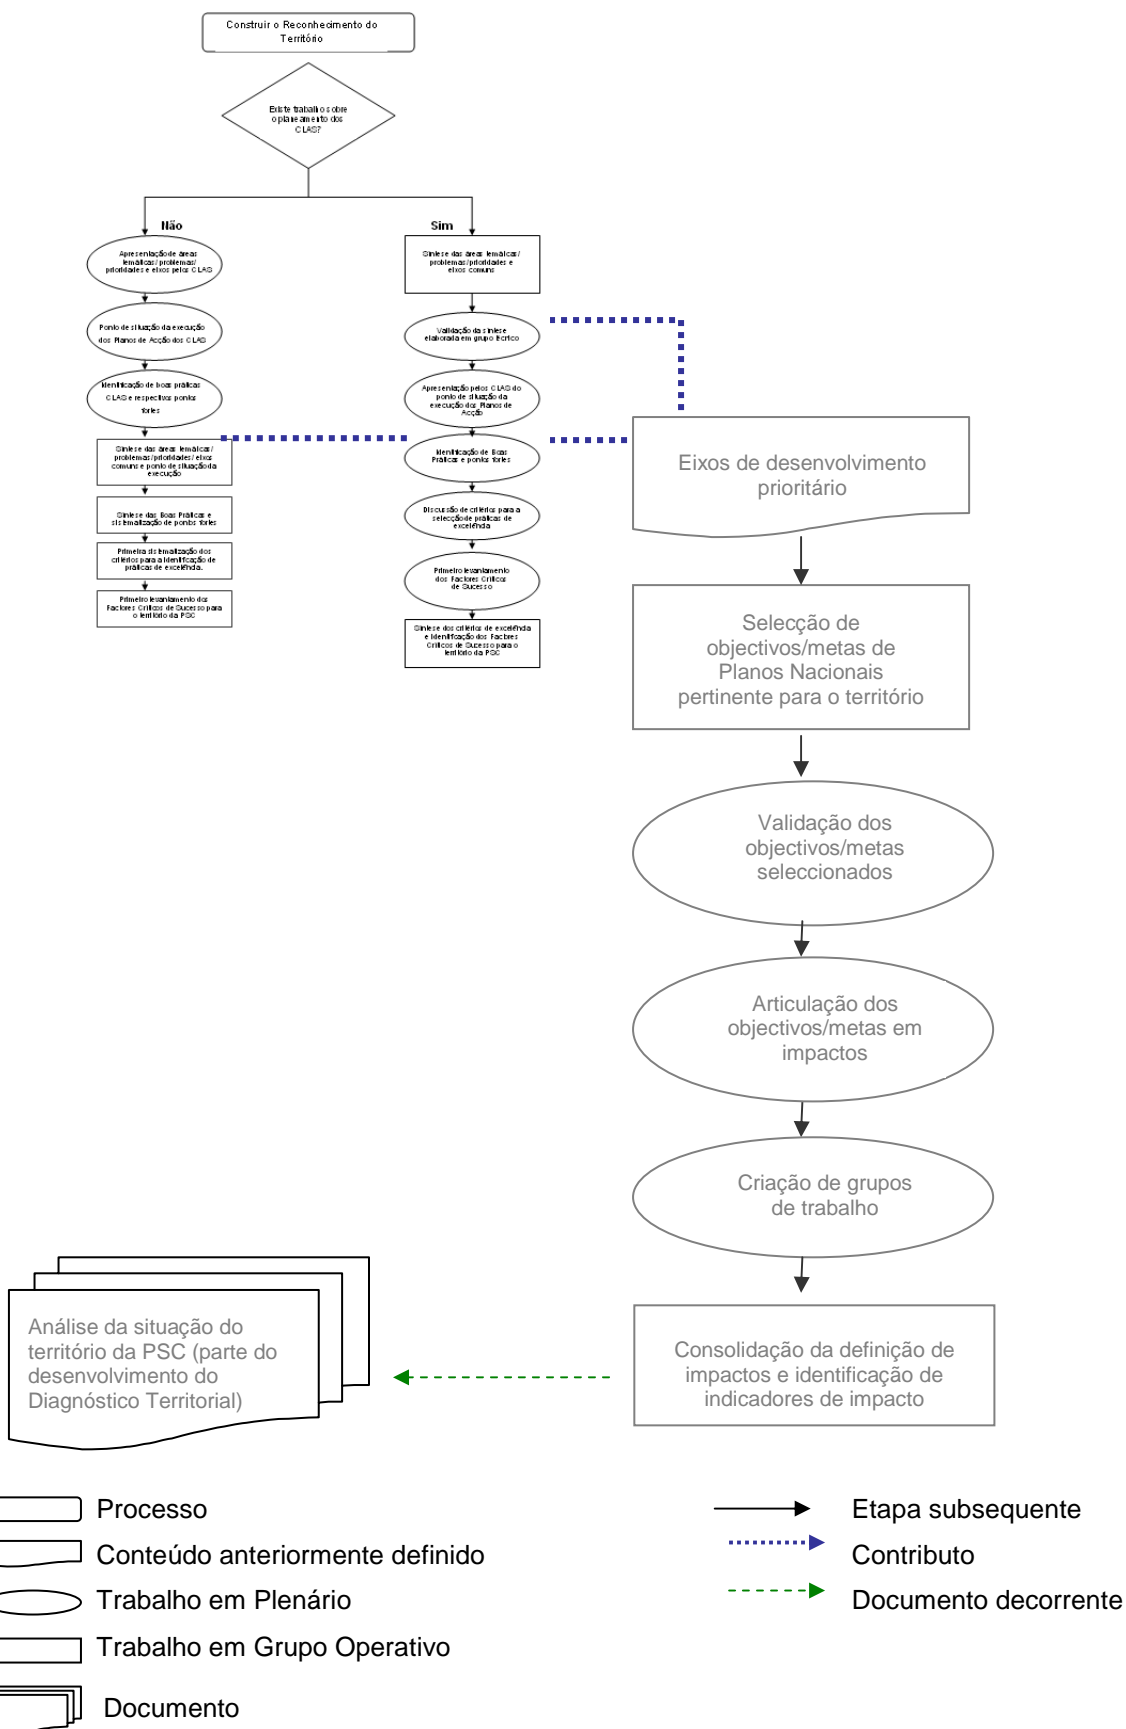 Construir o Reconhecimento do
Território
Existe trabalho sobre
o planeamento dos
CLAS?
Não
Apresentação de áreas
temáticas/ problemas/
prioridades e eixos pelos CLAS
Ponto de situação da execução
dos Planos de Acção dos CLAS
Identificação de boas práticas
CLAS e respectivos pontos
fortes
Síntese das áreas temáticas/
problemas/prioridades/ eixos
comuns e ponto de situação da
execução
Síntese das Boas Práticas e
sistematização de pontos fortes
Primeira sistematização dos
critérios para a identificação de
práticas de excelência.
Primeiro levantamento dos
Factores Críticos de Sucesso para
o território da PSC
Sim
Síntese das áreas temáticas/
problemas/prioridades e
eixos comuns
Validação da síntese
elaborada em grupo técnico
Apresentação pelos CLAS do
ponto de situação da
execução dos Planos de
Acção
Identificação de Boas
Práticas e pontos fortes
Discussão de critérios para a
selecção de práticas de
excelência
Primeiro levantamento
dos Factores Críticos
de Sucesso
Síntese dos critérios de excelência
e identificação dos Factores
Críticos de Sucesso para o
território da PSC
Eixos de desenvolvimento
prioritário
Selecção de
objectivos/metas de
Planos Nacionais
pertinente para o território
Validação dos
objectivos/metas
seleccionados
Articulação dos
objectivos/metas em
impactos
Criação de grupos
de trabalho
Consolidação da definição de
impactos e identificação de
indicadores de impacto
Análise da situação do
território da PSC (parte do
desenvolvimento do
Diagnóstico Territorial)
Processo
Conteúdo anteriormente definido
Trabalho em Plenário
Trabalho em Grupo Operativo
Documento
Etapa subsequente
Contributo
Documento decorrente